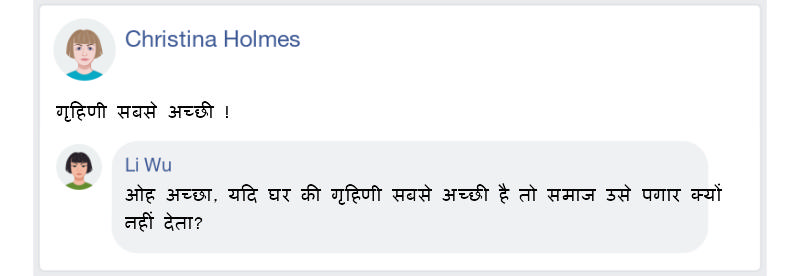 Christina Holmes
गृहिणी सबसे अच्छी !
Li Wu
ओह अच्छा, यदि घर की गृहिणी सबसे अच्छी है तो समाज उसे पगार क्यों
नहीं देता?